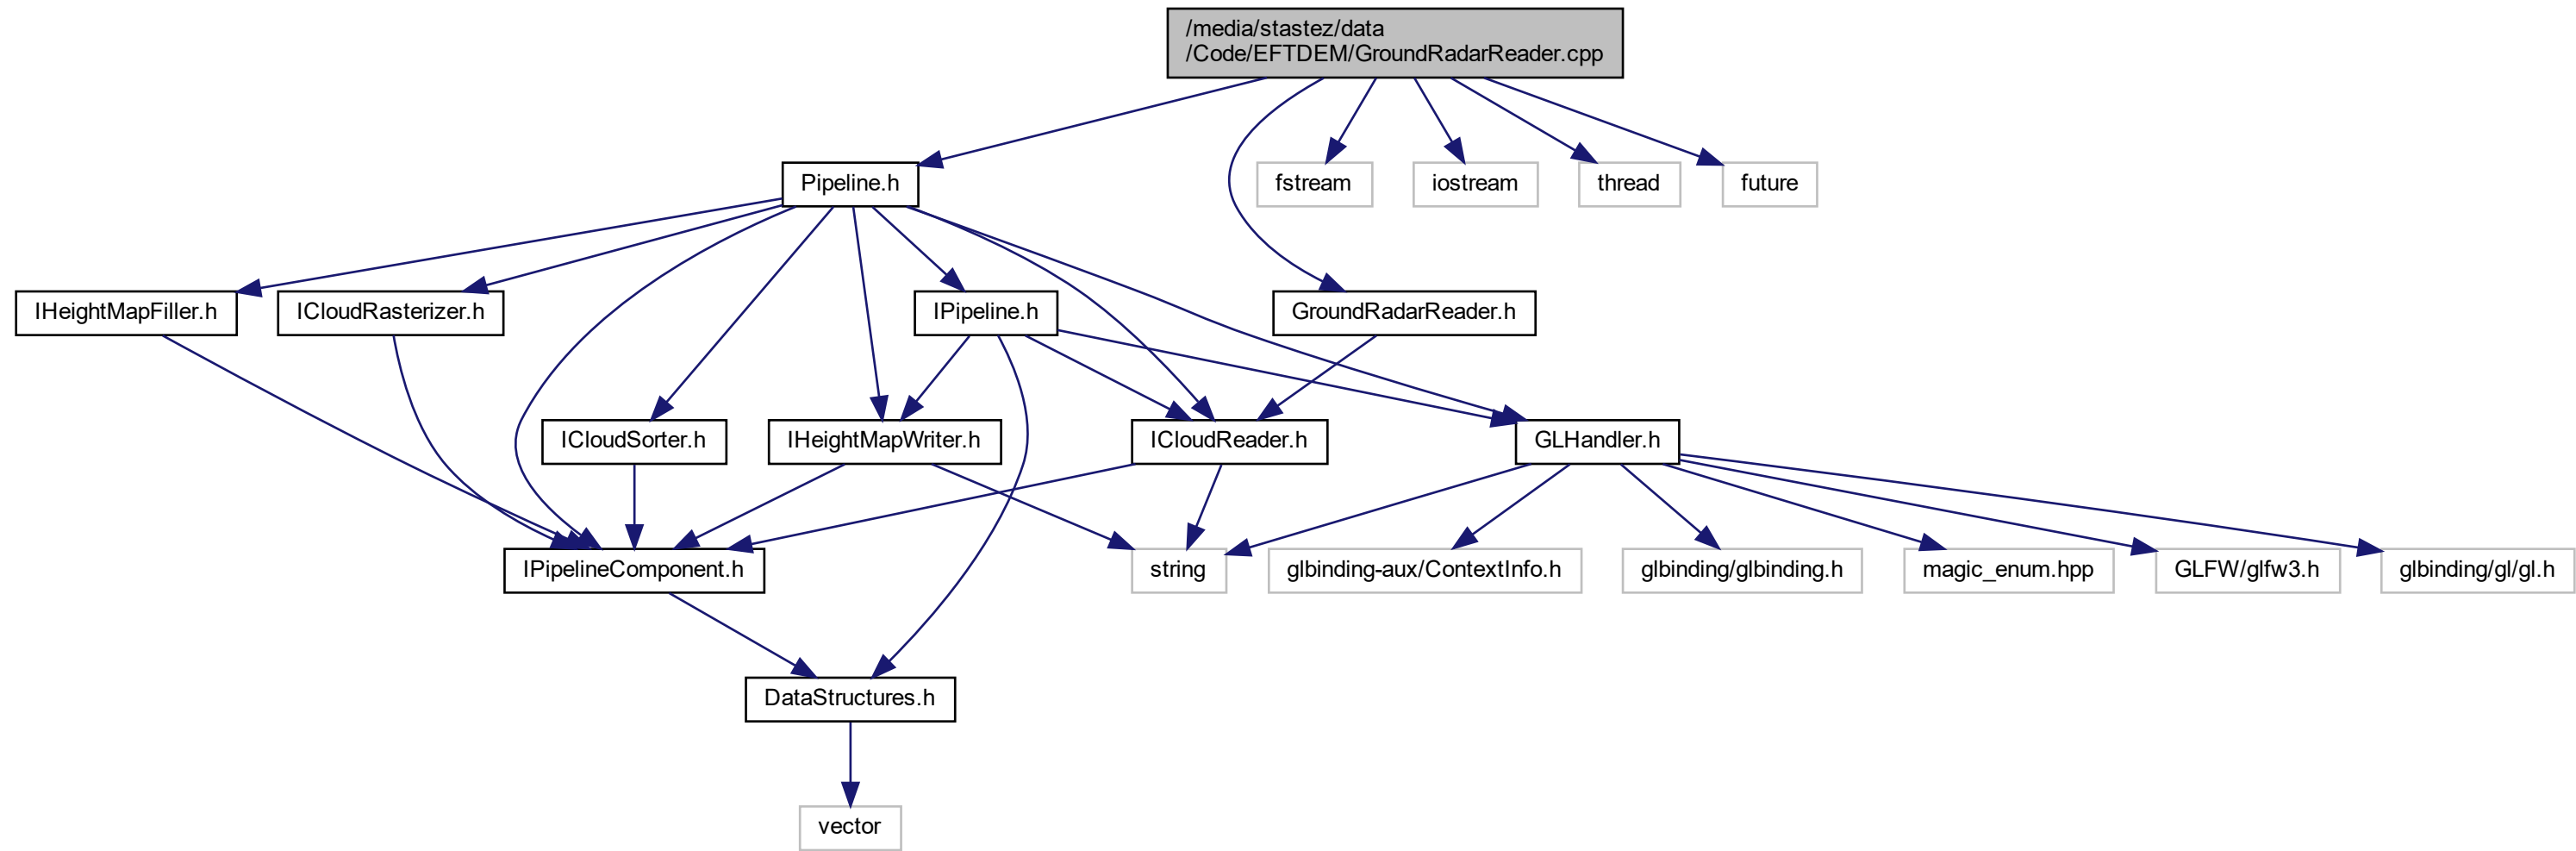 /media/stastez/data
/Code/EFTDEM/GroundRadarReader.cpp
Pipeline.h
fstream
iostream
thread
future
IHeightMapFiller.h
ICloudRasterizer.h
IPipeline.h
GroundRadarReader.h
ICloudSorter.h
IHeightMapWriter.h
ICloudReader.h
GLHandler.h
IPipelineComponent.h
string
glbinding-aux/ContextInfo.h
glbinding/glbinding.h
magic_enum.hpp
GLFW/glfw3.h
glbinding/gl/gl.h
DataStructures.h
vector